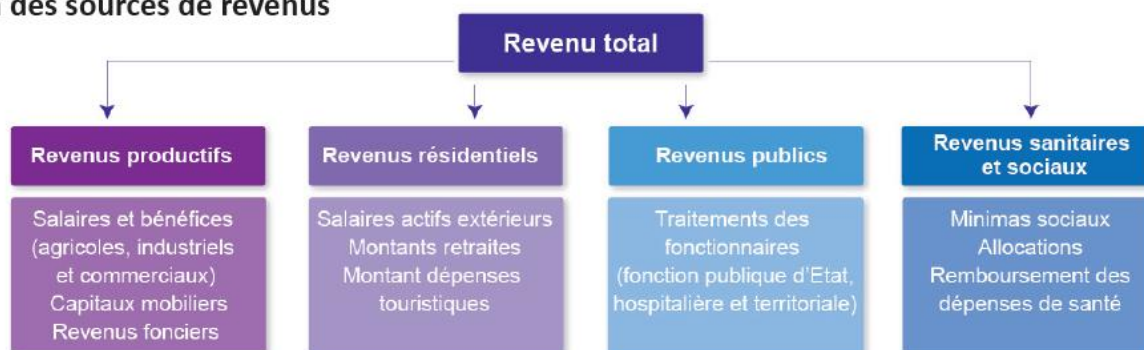 des sources de revenus
Revenu total
Revenus productifs
Salaires et bénéfices
(agricoles, industriels
et commerciaux)
Capitaux mobiliers
Revenus fonciers
Revenus résidentiels
Salaires actifs extérieurs
Montants retraites
Montant dépenses
touristiques
Revenus publics
Traitements des
fonctionnaires
(fonction publique d'Etat,
hospitalière et territoriale)
Revenus sanitaires
et sociaux
Minimas sociaux
Allocations
Remboursement des
dépenses de santé